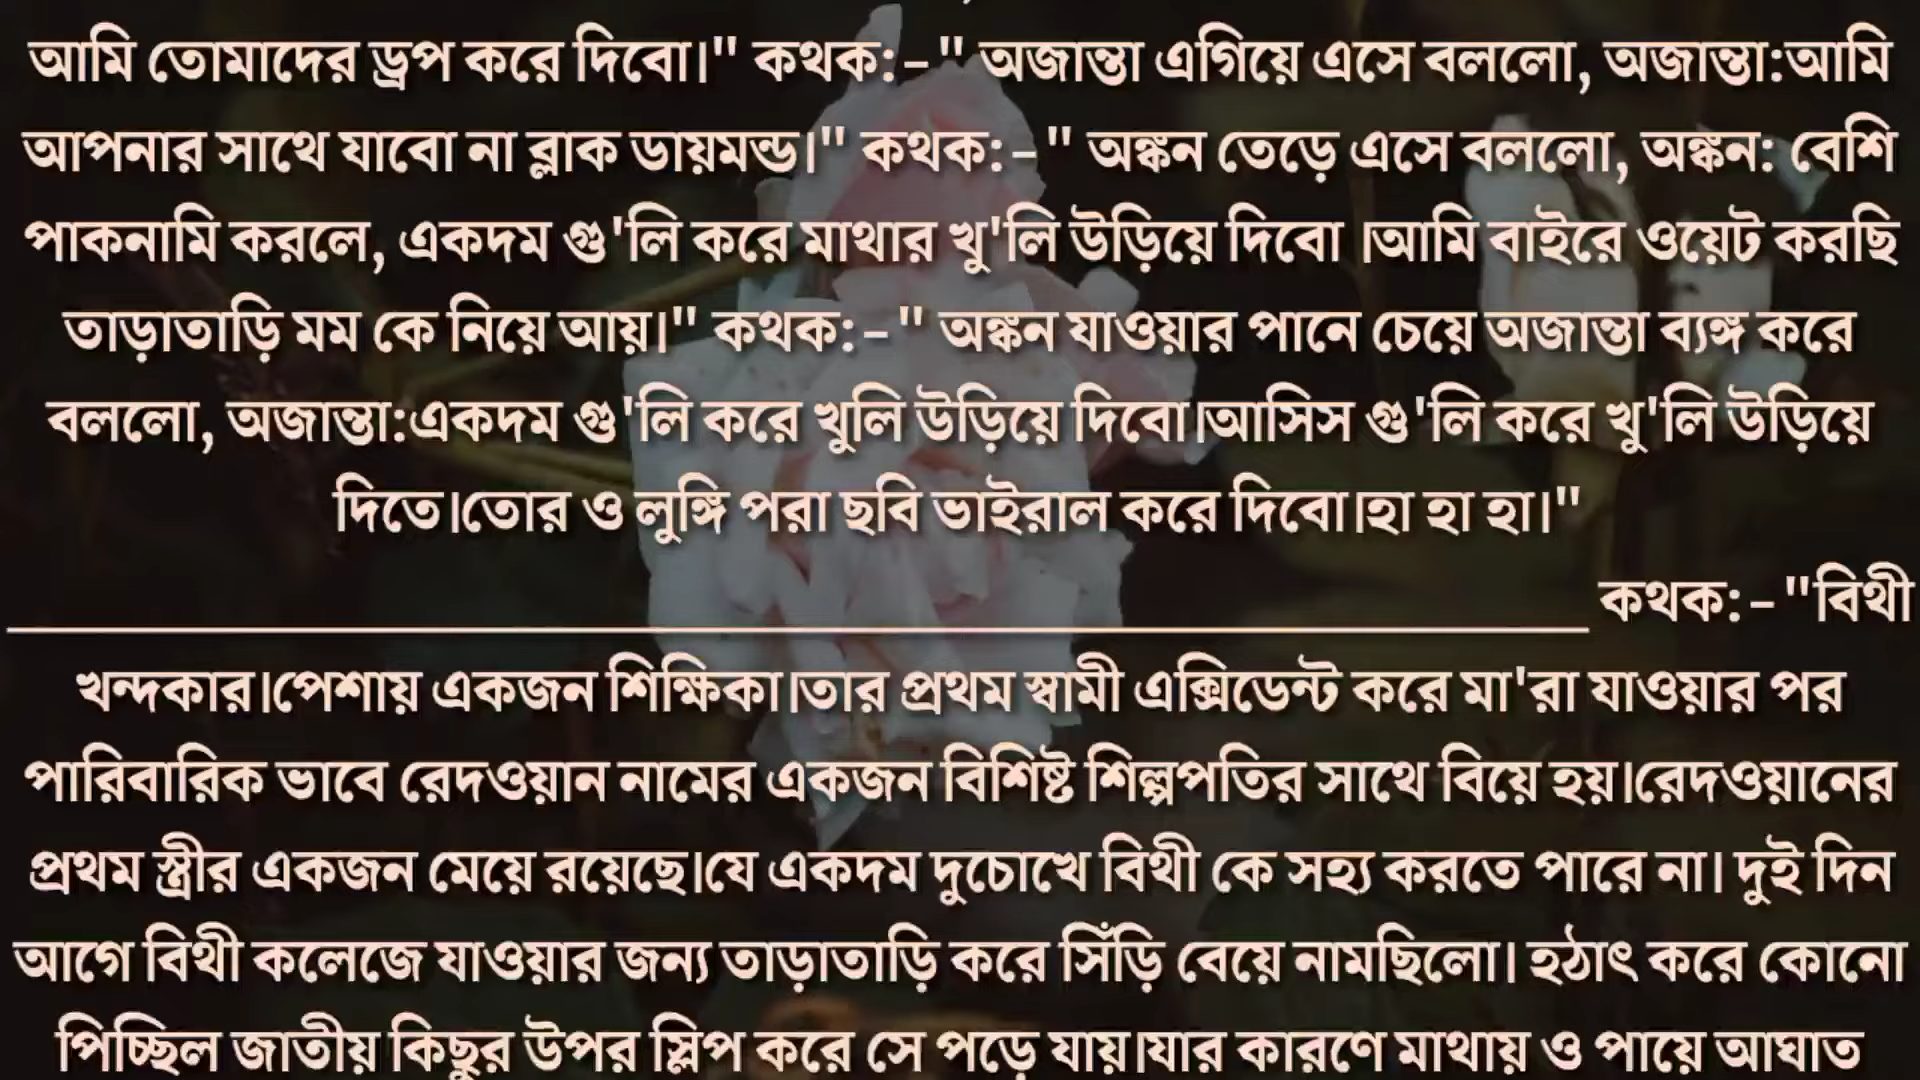 আমি তোমাদের ড্রপ করে দিবো।" কথক:-" অজান্তা এগিয়ে এসে বললো, অজান্তা:আমি
আপনার সাথে যাবো না ব্লাক ডায়মন্ড।" কথক:-" অঙ্কন তেড়ে এসে বললো, অঙ্কন: বেশি
পাকনামি করলে, একদম গু'লি করে মাথার খু'লি উড়িয়ে দিবো।আমি বাইরে ওয়েট করছি
তাড়াতাড়ি মম কে নিয়ে আয়।" কথক:-" অঙ্কন যাওয়ার পানে চেয়ে অজান্তা ব্যঙ্গ করে
বললো, অজান্তা:একদম গু'লি করে খুলি উড়িয়ে দিবো।আসিস গু'লি করে খু'লি উড়িয়ে
দিতে।তোর ও লুঙ্গি পরা ছবি ভাইরাল করে দিবো।হা হা হা।"
কথক:-"বিথী
খন্দকার।পেশায় একজন শিক্ষিকা।তার প্রথম স্বামী এক্সিডেন্ট করে মা'রা যাওয়ার পর
পারিবারিক ভাবে রেদওয়ান নামের একজন বিশিষ্ট শিল্পপতির সাথে বিয়ে হয়।রেদওয়ানের
প্রথম স্ত্রীর একজন মেয়ে রয়েছে।যে একদম দুচোখে বিথী কে সহ্য করতে পারে না। দুই দিন
আগে বিথী কলেজে যাওয়ার জন্য তাড়াতাড়ি করে সিঁড়ি বেয়ে নামছিলো। হঠাৎ করে কোনো
পিচ্ছিল জাতীয় কিছুর উপর স্লিপ করে সে পড়ে যায়।যার কারণে মাথায় ও পায়ে আঘাত